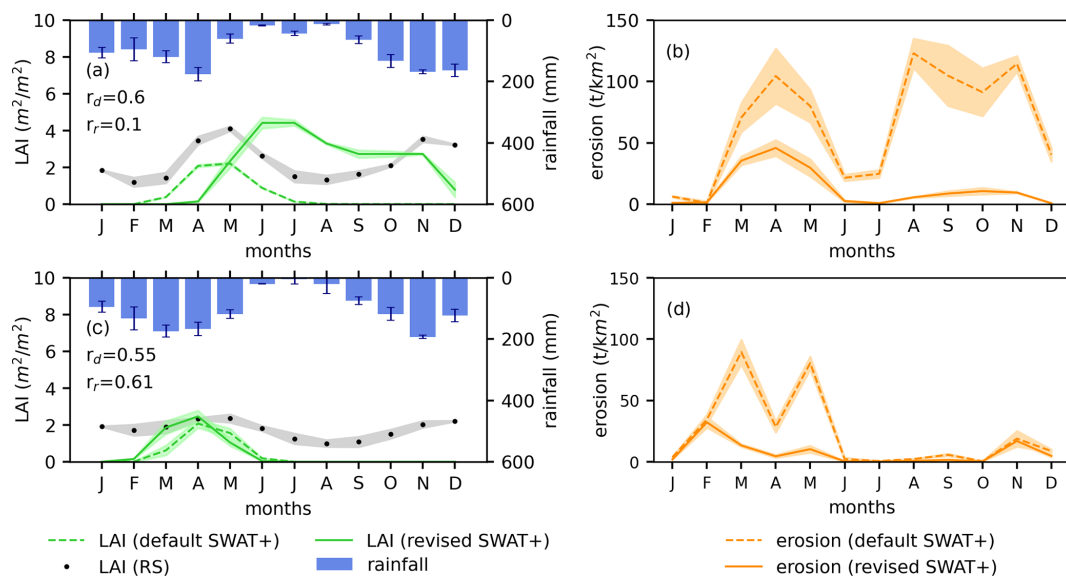 (a)
r_d=0.6
r_r=0.1
LAI (m²/m²)
10
8
6
4
2
0
J F M A M J J A S O N D
months
0
200
400
600
rainfall (mm)
(b)
erosion (t/km²)
150
100
50
0
J F M A M J J A S O N D
months
(c)
r_d=0.55
r_r=0.61
LAI (m²/m²)
10
8
6
4
2
0
J F M A M J J A S O N D
months
0
200
400
600
rainfall (mm)
(d)
erosion (t/km²)
150
100
50
0
J F M A M J J A S O N D
months
LAI (default SWAT+)
LAI (RS)
LAI (revised SWAT+)
rainfall
erosion (default SWAT+)
erosion (revised SWAT+)